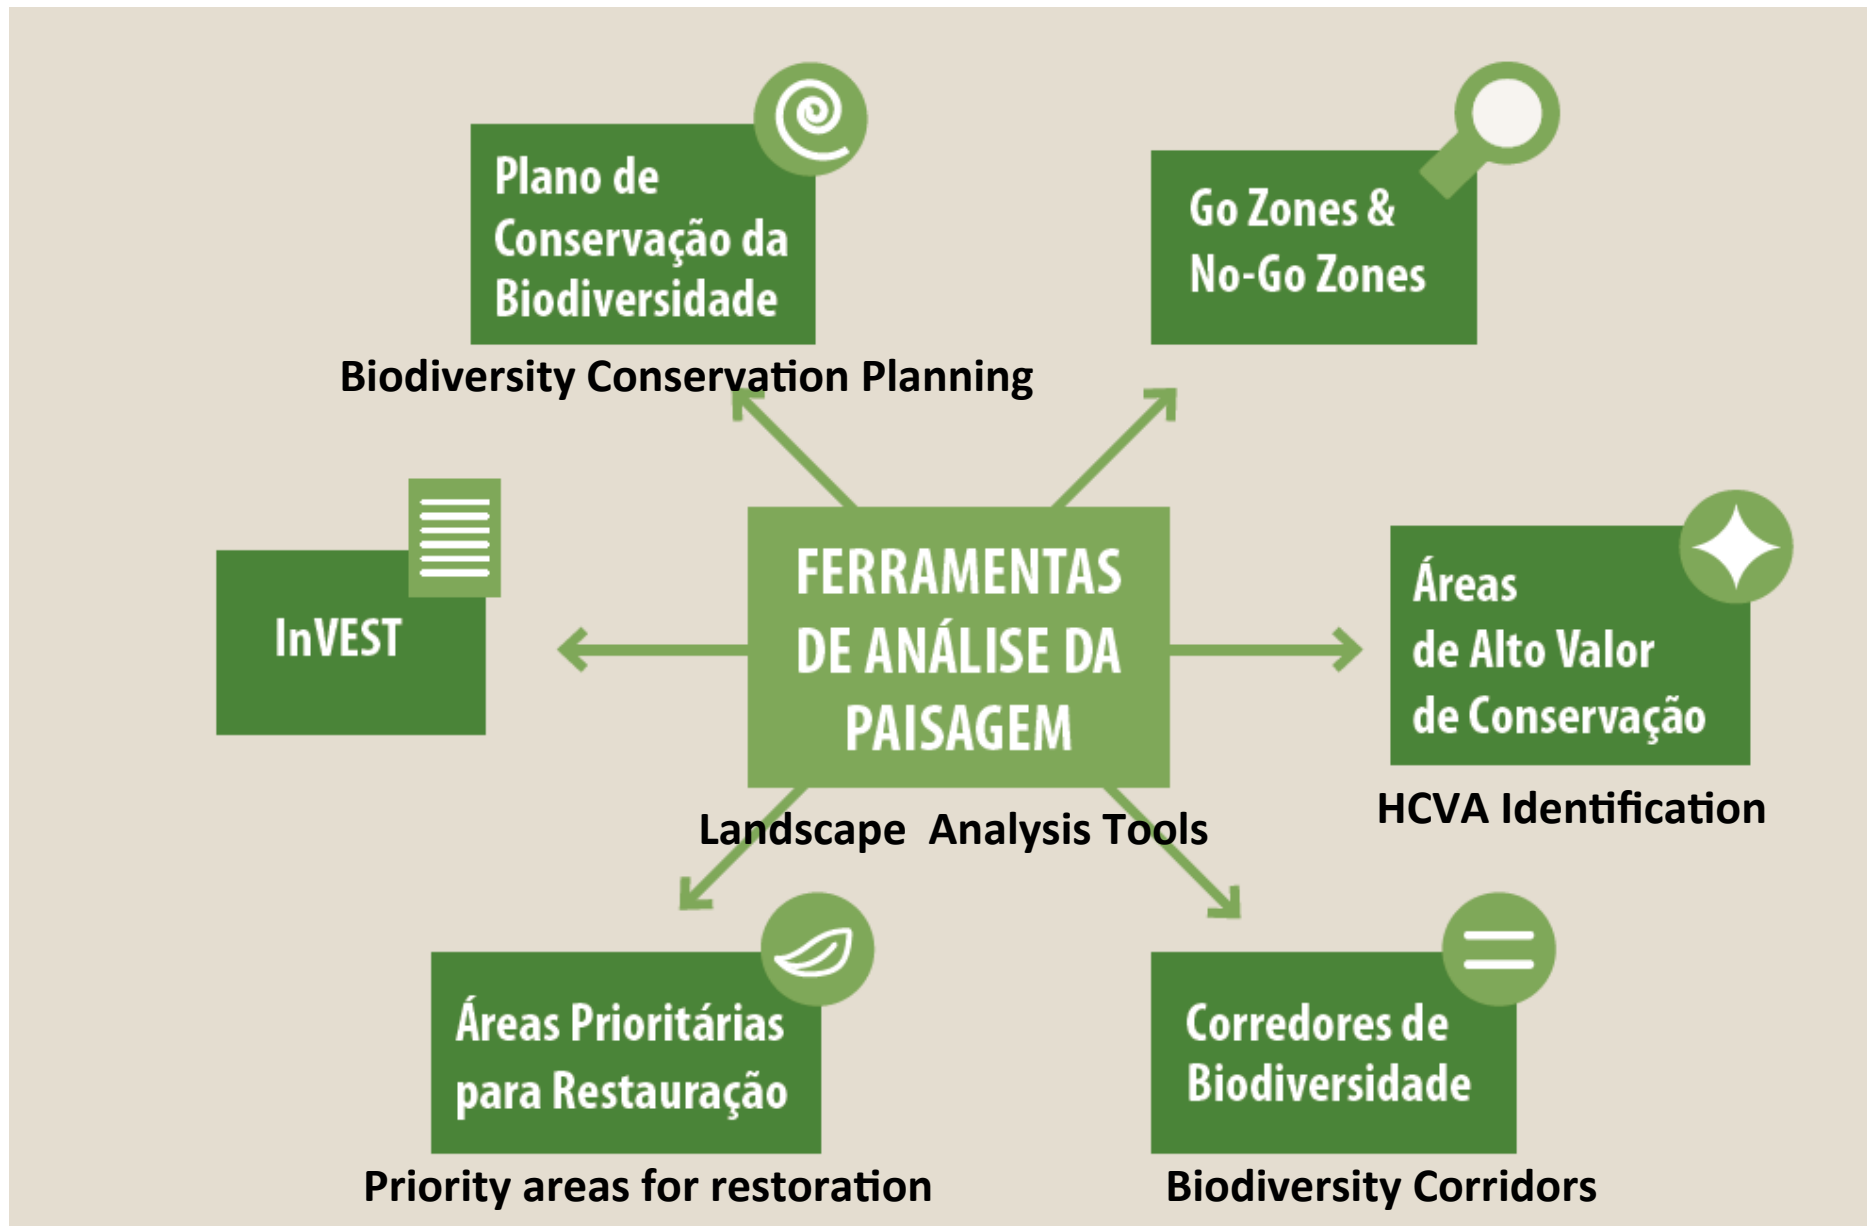 Plano de
Conservação da
Biodiversidade
Biodiversity Conservation Planning
Go Zones &
No-Go Zones
InVEST
FERRAMENTAS
DE ANÁLISE DA
PAISAGEM
Landscape Analysis Tools
Áreas
de Alto Valor
de Conservação
HCVA Identification
Áreas Prioritárias
para Restauração
Priority areas for restoration
Corredores de
Biodiversidade
Biodiversity Corridors